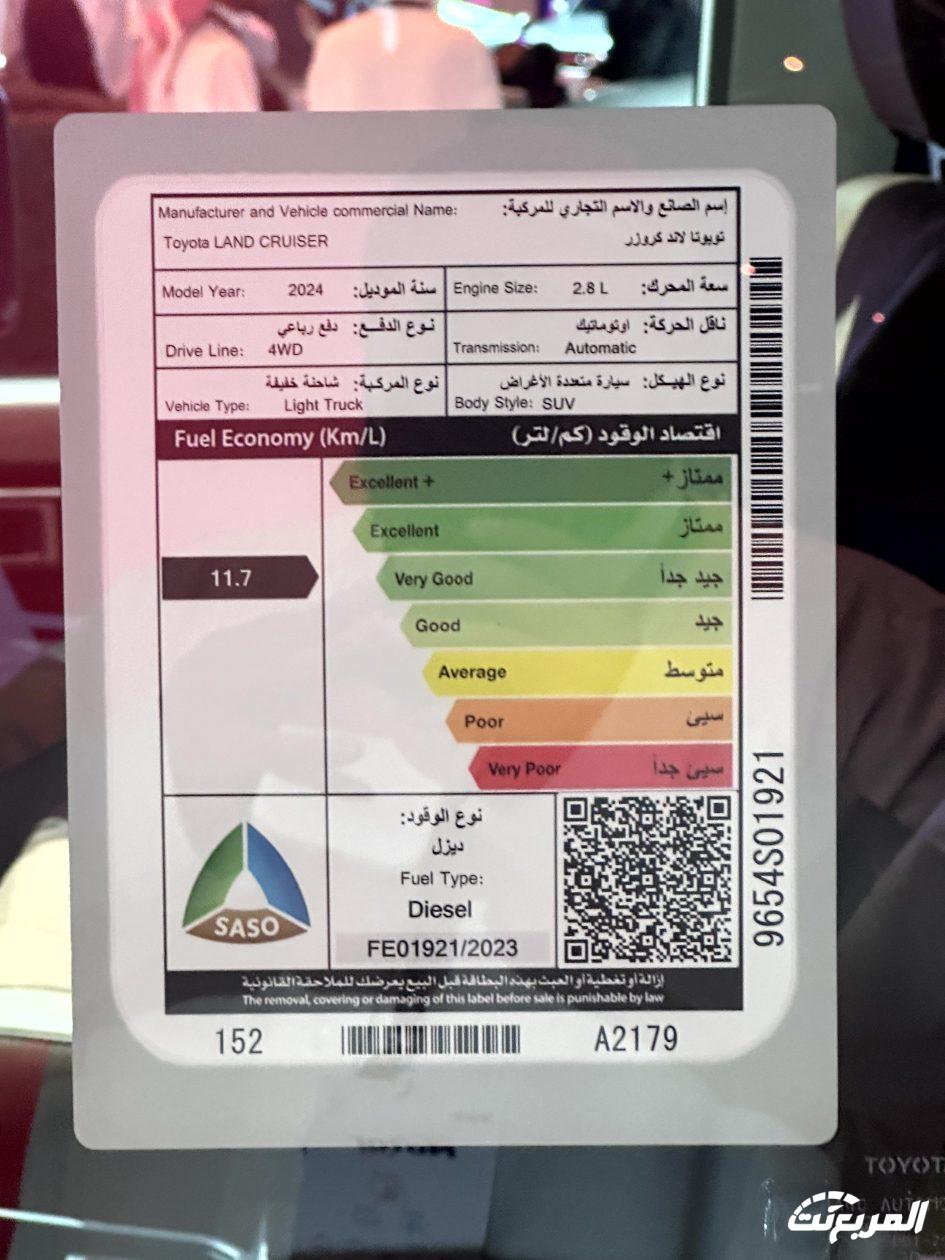 Manufacturer and Vehicle commercial Name: إسم الصانع والاسم التجاري للمركبة:
Toyota LAND CRUISER تويوتا لاند كروزر
Model Year: 2024 سنة الموديل:
Engine Size: 2.8 L سعة المحرك:
نوع الدفع: دفع رباعي
Drive Line: 4WD
ناقل الحركة: اوتوماتيك
Transmission: Automatic
نوع المركبة: شاحنة خفيفة
Vehicle Type: Light Truck
نوع الهيكل: سيارة متعدة الأغراض
Body Style: SUV
Fuel Economy (Km/L) اقتصاد الوقود (كم/لتر)
Excellent + ممتاز +
Excellent ممتاز
11.7
Very Good جيد جداً
Good جيد
Average متوسط
Poor سيئ
Very Poor سيئ جداً
SASO
نوع الوقود:
ديزل
Fuel Type:
Diesel
FE01921/2023
إزالة أو تغطية أو العبث بهذه البطاقة قبل البيع يعرضك للملاحقة القانونية
The removal, covering or damaging of this label before sale is punishable by law
152 A2179
9654S01921
TOYOT
المربع نت